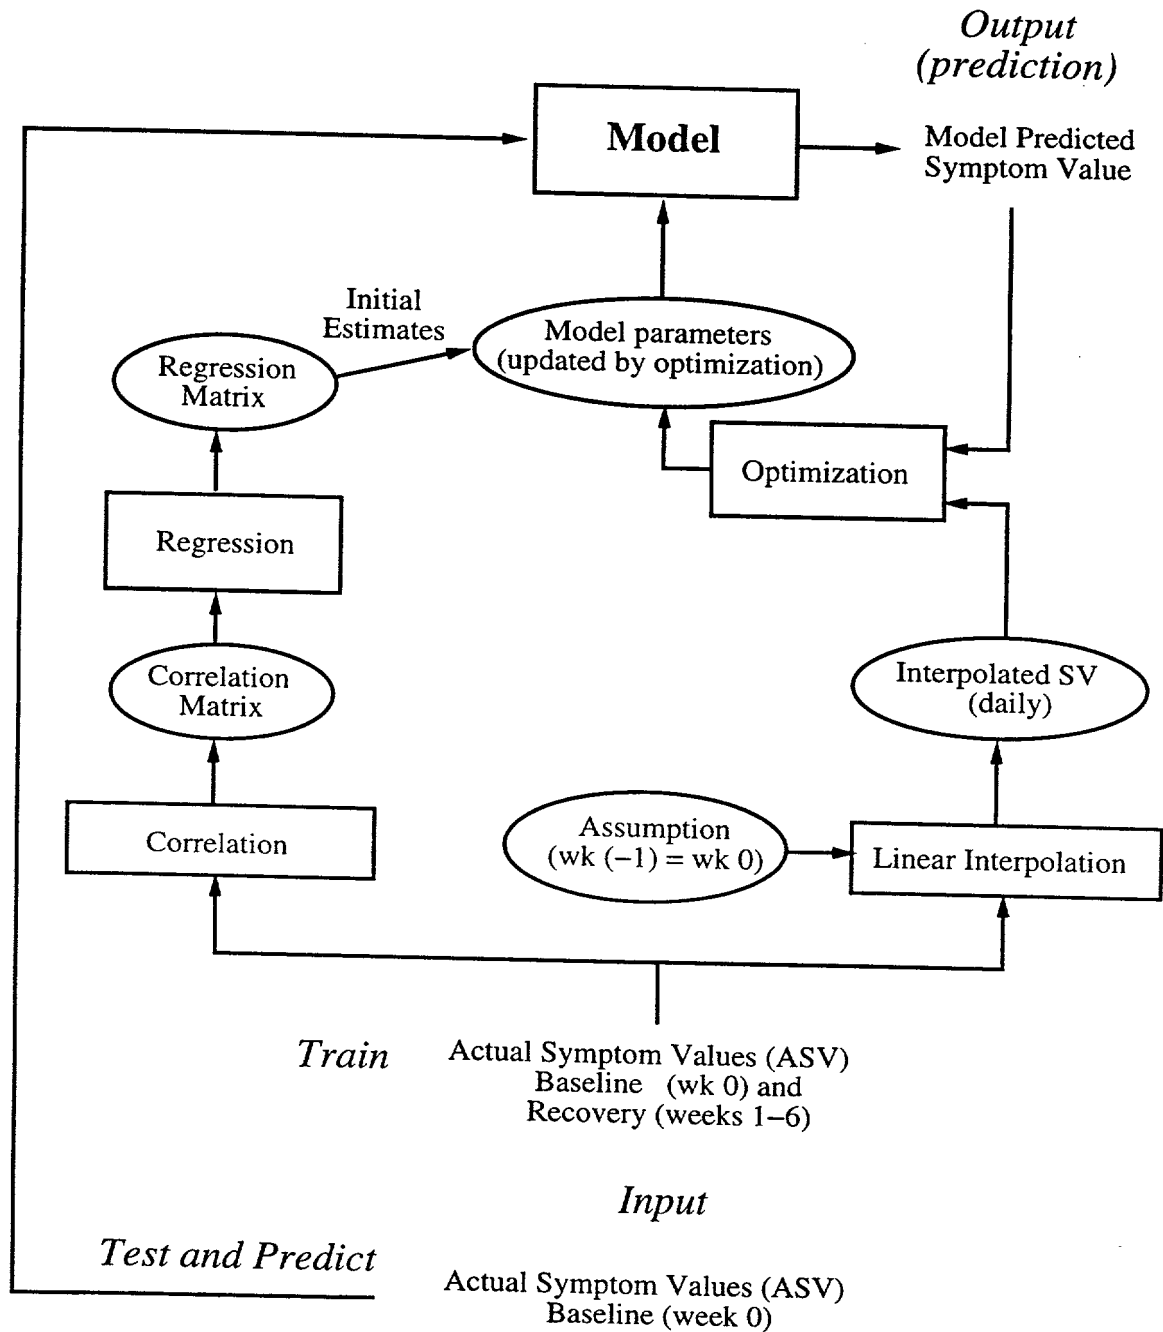 Output
(prediction)
Model
Model Predicted
Symptom Value
Initial
Estimates
Model parameters
(updated by optimization)
Regression
Matrix
Optimization
Regression
Correlation
Matrix
Interpolated SV
(daily)
Assumption
(wk (−1) = wk 0)
Correlation
Linear Interpolation
Train
Actual Symptom Values (ASV)
Baseline (wk 0) and
Recovery (weeks 1–6)
Input
Test and Predict
Actual Symptom Values (ASV)
Baseline (week 0)